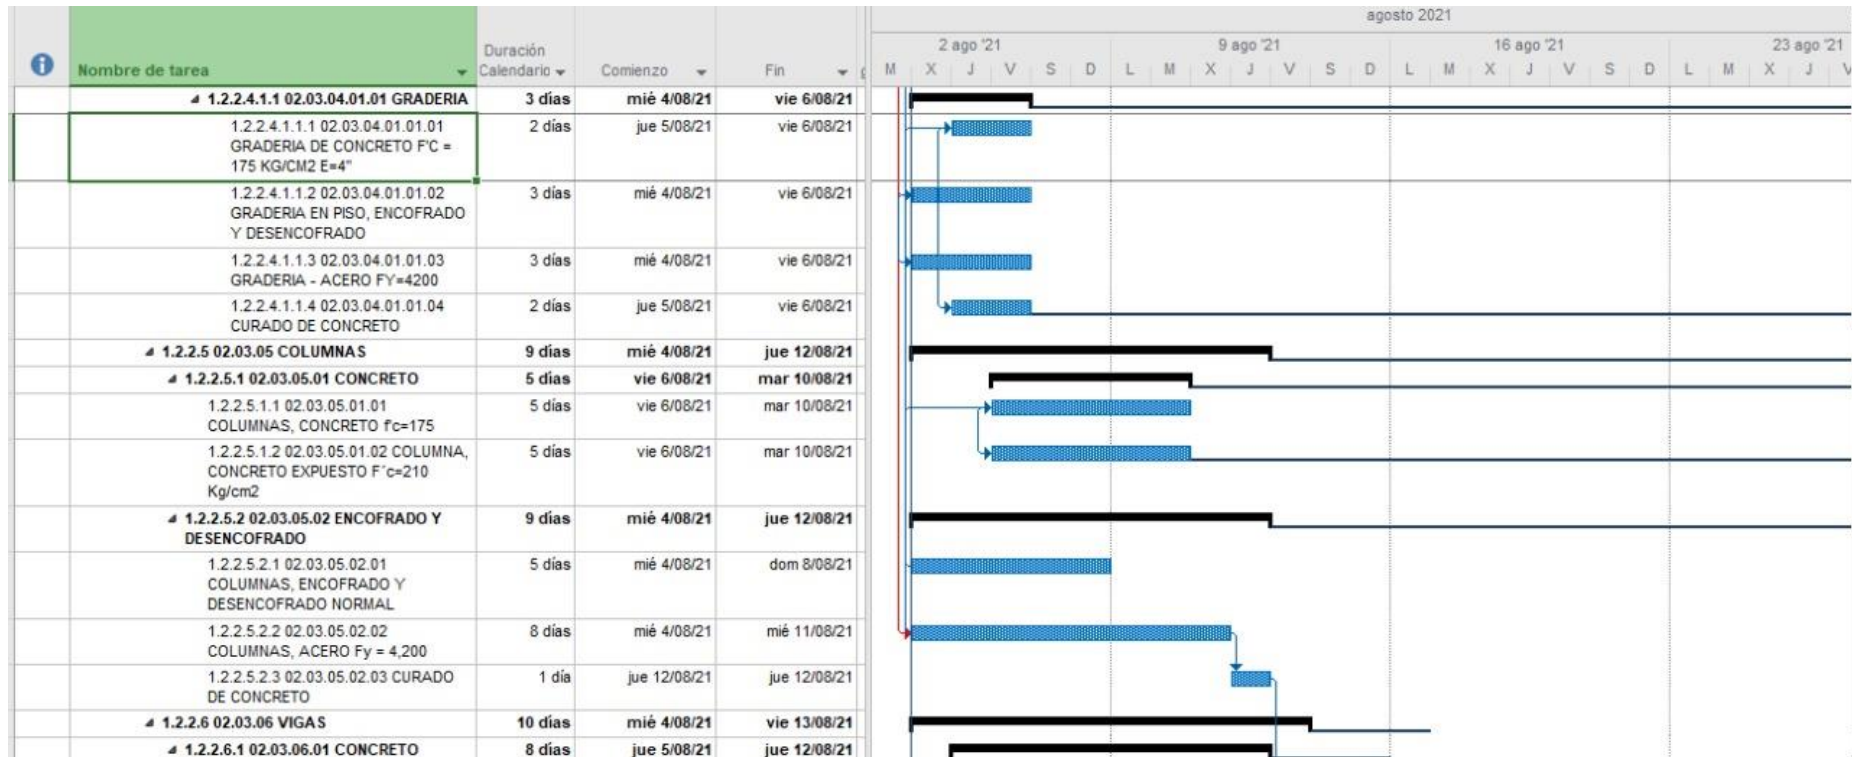 agosto 2021
Nombre de tarea
Duración
Calendario
Comienzo
Fin
2 ago '21
9 ago '21
16 ago '21
23 ago '21
M X J V S D L M X J V S D L M X J V S D L M X J V
1.2.2.4.1.1 02.03.04.01.01 GRADERIA 3 días mié 4/08/21 vie 6/08/21
1.2.2.4.1.1.1 02.03.04.01.01.01 2 días jue 5/08/21 vie 6/08/21
GRADERIA DE CONCRETO F'C =
175 KG/CM2 E=4"
1.2.2.4.1.1.2 02.03.04.01.01.02 3 días mié 4/08/21 vie 6/08/21
GRADERIA EN PISO, ENCOFRADO
Y DESENCOFRADO
1.2.2.4.1.1.3 02.03.04.01.01.03 3 días mié 4/08/21 vie 6/08/21
GRADERIA - ACERO FY=4200
1.2.2.4.1.1.4 02.03.04.01.01.04 2 días jue 5/08/21 vie 6/08/21
CURADO DE CONCRETO
1.2.2.5 02.03.05 COLUMNAS 9 días mié 4/08/21 jue 12/08/21
1.2.2.5.1 02.03.05.01 CONCRETO 5 días vie 6/08/21 mar 10/08/21
1.2.2.5.1.1 02.03.05.01.01 5 días vie 6/08/21 mar 10/08/21
COLUMNAS, CONCRETO f'c=175
1.2.2.5.1.2 02.03.05.01.02 COLUMNA, 5 días vie 6/08/21 mar 10/08/21
CONCRETO EXPUESTO F´c=210
Kg/cm2
1.2.2.5.2 02.03.05.02 ENCOFRADO Y 9 días mié 4/08/21 jue 12/08/21
DESENCOFRADO
1.2.2.5.2.1 02.03.05.02.01 5 días mié 4/08/21 dom 8/08/21
COLUMNAS, ENCOFRADO Y
DESENCOFRADO NORMAL
1.2.2.5.2.2 02.03.05.02.02 8 días mié 4/08/21 mié 11/08/21
COLUMNAS, ACERO Fy = 4,200
1.2.2.5.2.3 02.03.05.02.03 CURADO 1 día jue 12/08/21 jue 12/08/21
DE CONCRETO
1.2.2.6 02.03.06 VIGAS 10 días mié 4/08/21 vie 13/08/21
1.2.2.6.1 02.03.06.01 CONCRETO 8 días jue 5/08/21 jue 12/08/21